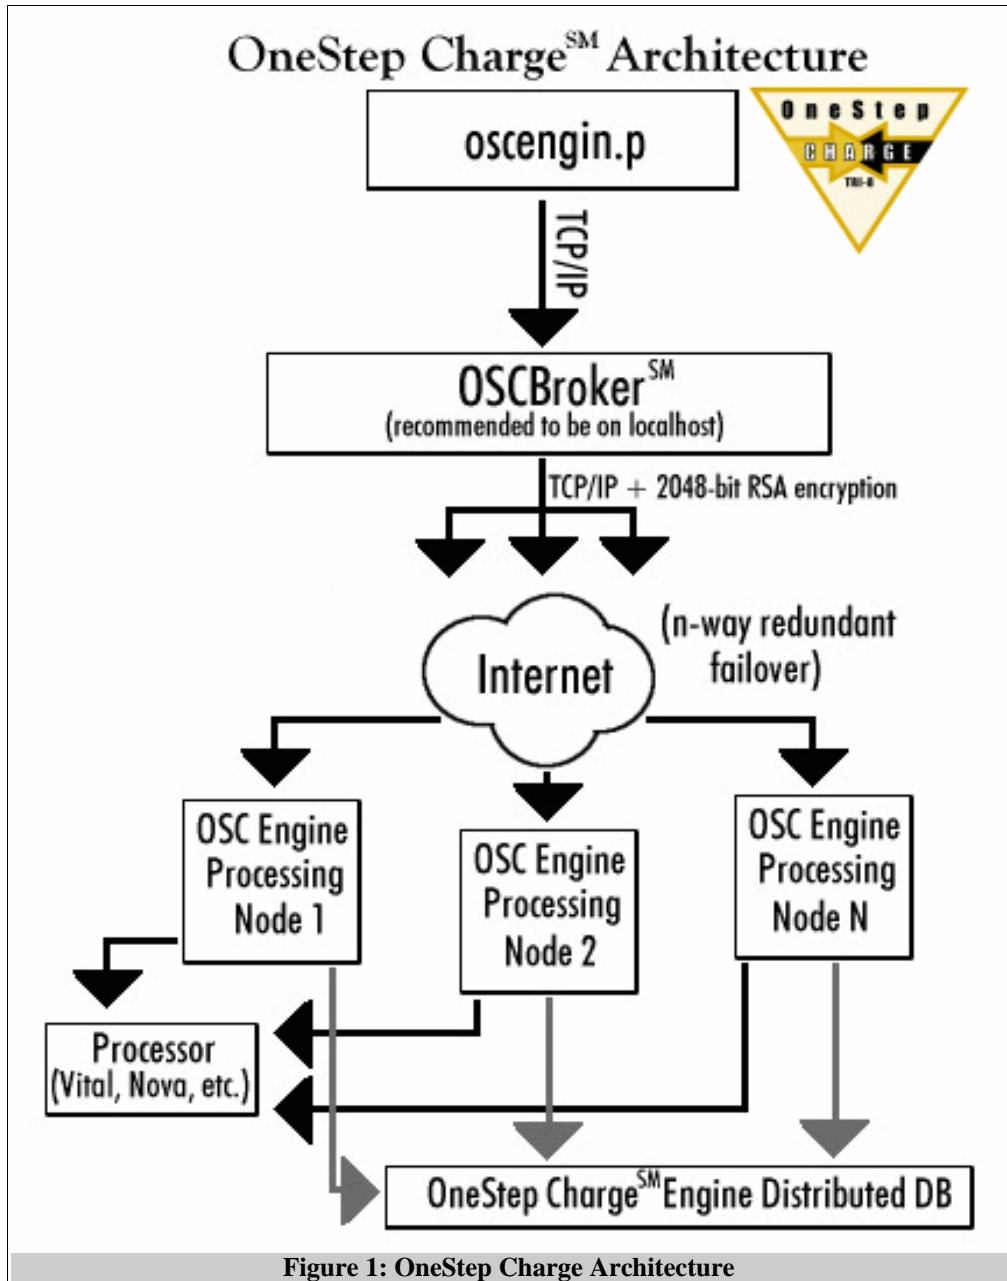 OneStep Charge℠ Architecture
oscengin.p
OneStep
CHARGE
TRI-8
TCP/IP
OSCBroker℠
(recommended to be on localhost)
TCP/IP + 2048-bit RSA encryption
Internet
(n-way redundant
failover)
OSC Engine
Processing
Node 1
OSC Engine
Processing
Node 2
OSC Engine
Processing
Node N
Processor
(Vital, Nova, etc.)
OneStep Charge℠ Engine Distributed DB
Figure 1: OneStep Charge Architecture